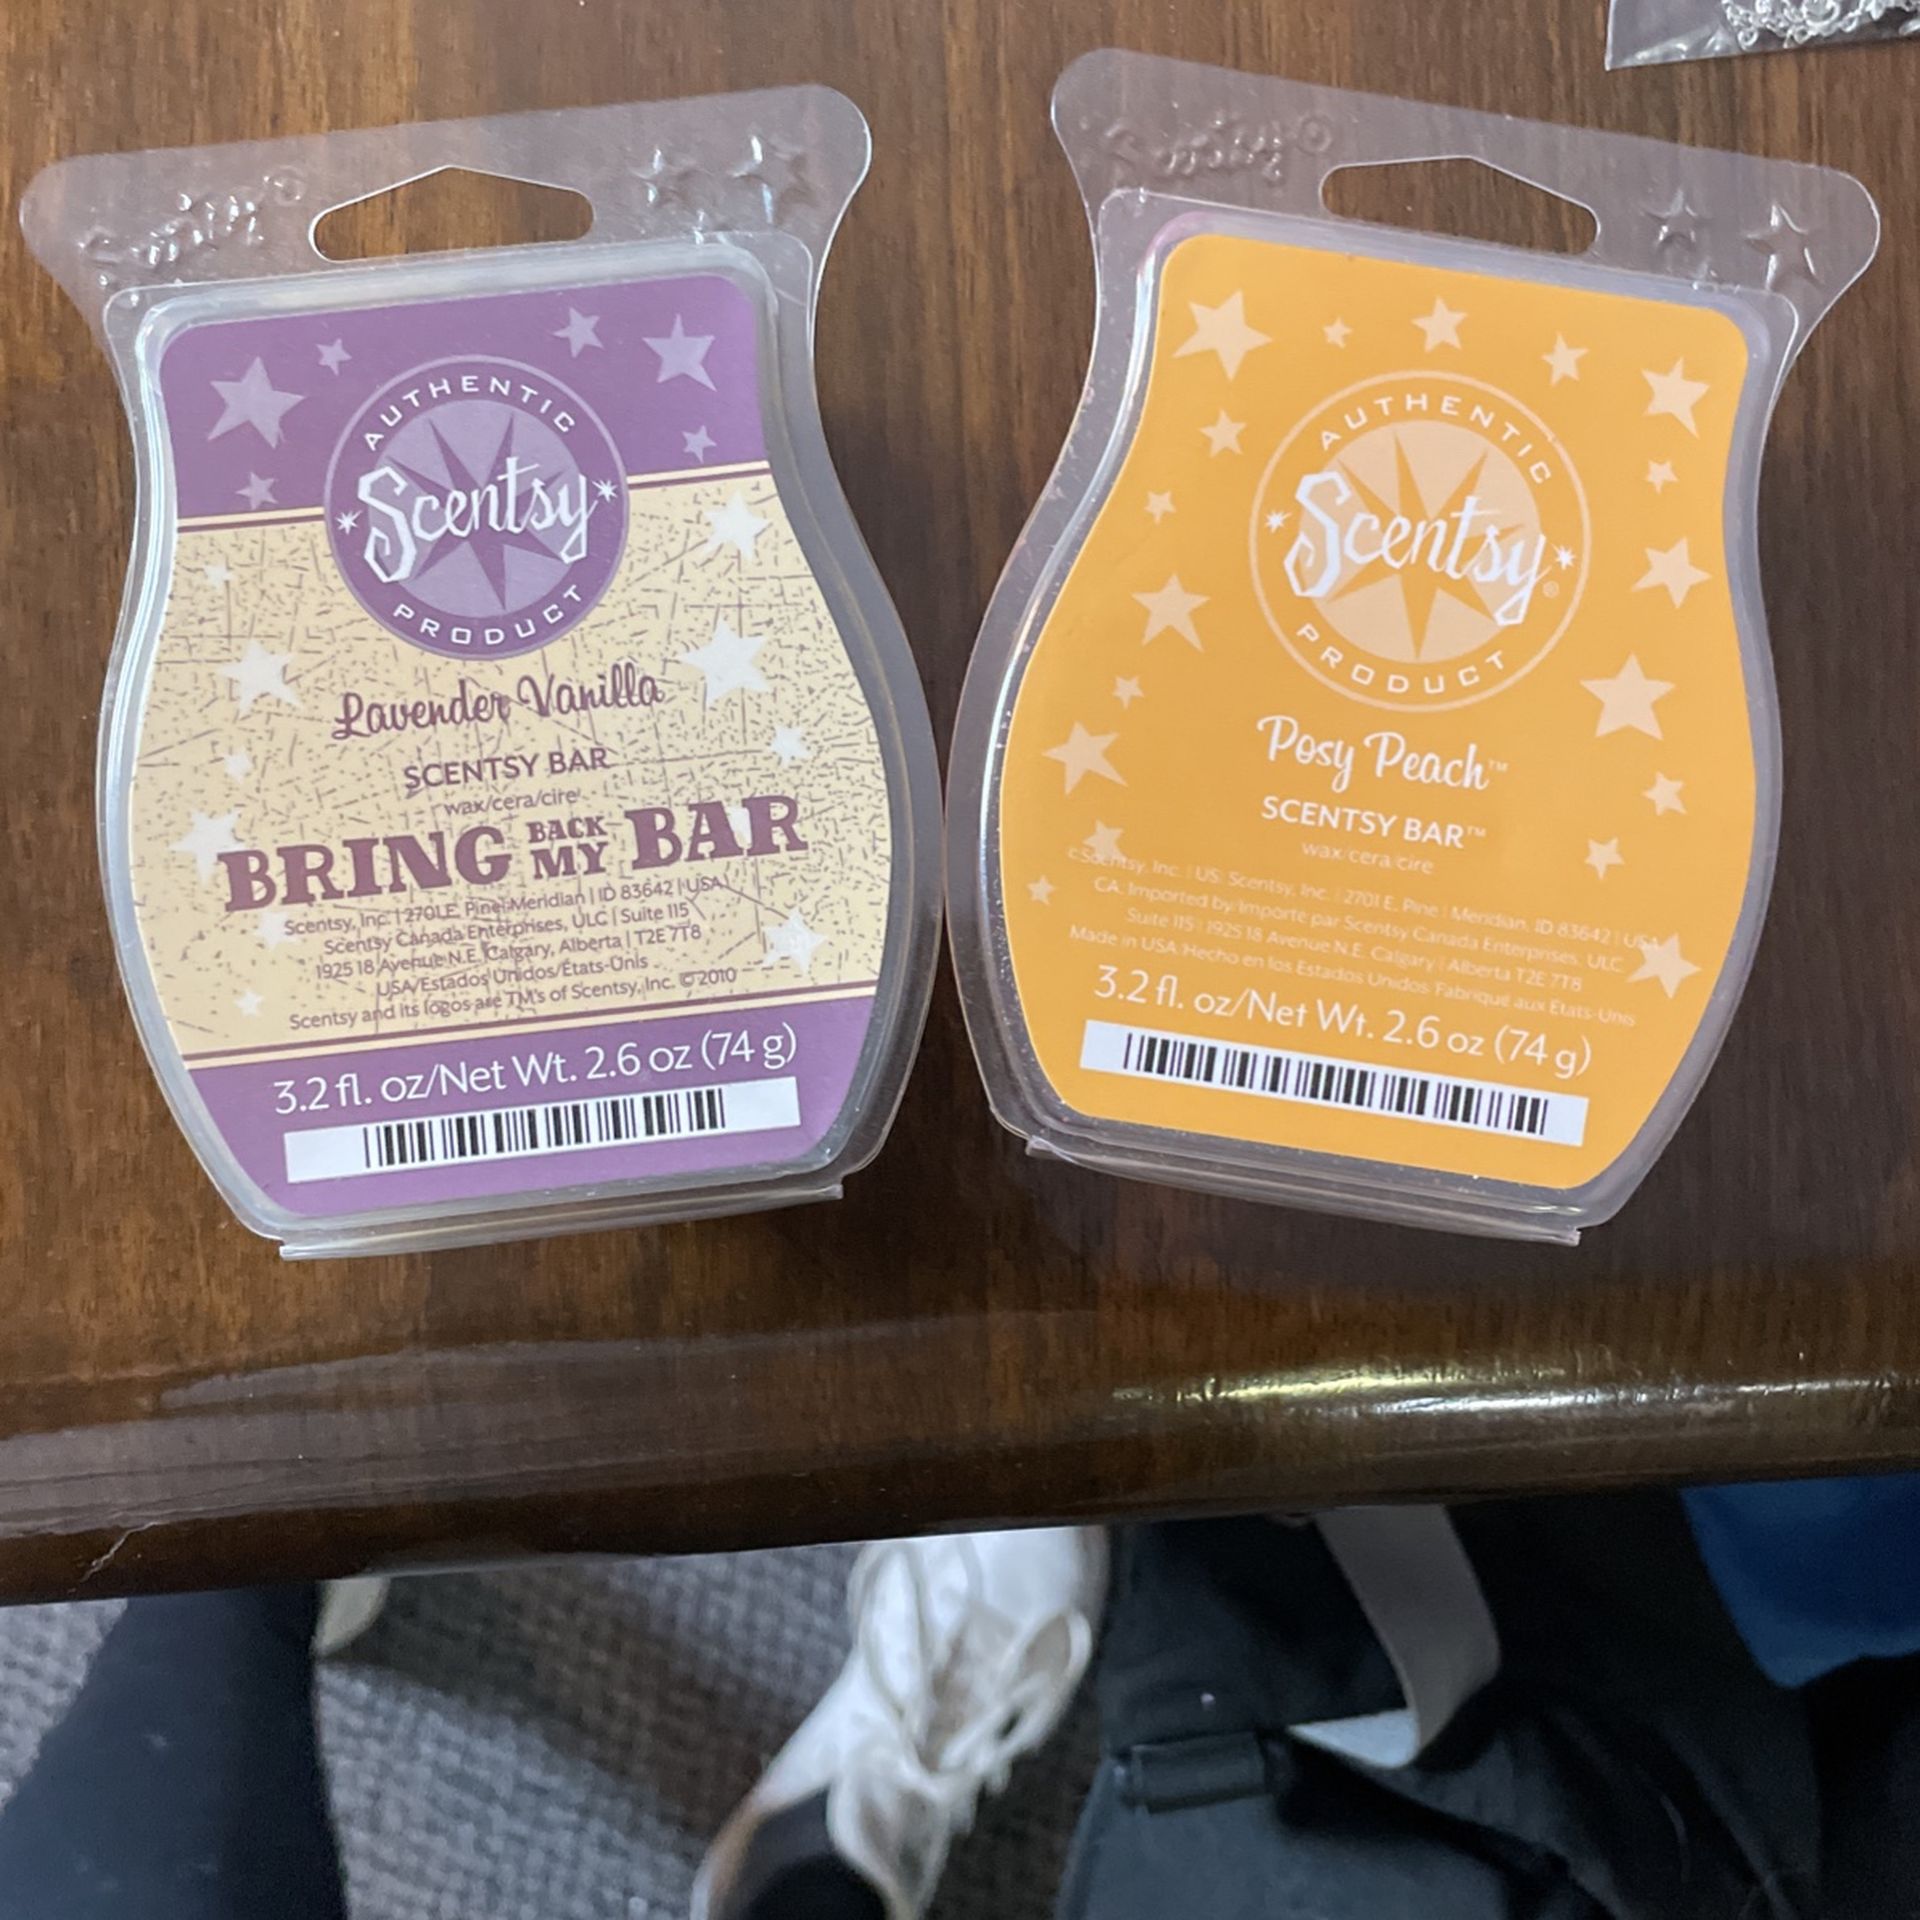 Scentsy
AUTHENTIC
Scentsy
PRODUCT
Lavender Vanilla
SCENTSY BAR
wax/cera/cire
BRING BACK MY BAR
Scentsy, Inc. | 2701 E. Pine | Meridian | ID 83642 | USA
Scentsy Canada Enterprises, ULC | Suite 115
1925 18 Avenue N.E. Calgary, Alberta | T2E 7T8
USA/Estados Unidos/États-Unis
Scentsy and its logos are TM's of Scentsy, Inc. © 2010
3.2 fl. oz/Net Wt. 2.6 oz (74 g)
Scentsy®
AUTHENTIC
Scentsy®
PRODUCT
Posy Peach™
SCENTSY BAR™
wax/cera/cire
©Scentsy, Inc. | US: Scentsy, Inc. | 2701 E. Pine | Meridian, ID 83642 | USA
CA: Imported by/Importé par Scentsy Canada Enterprises, ULC
Suite 115 | 1925 18 Avenue N.E. Calgary | Alberta T2E 7T8
Made in USA/Hecho en los Estados Unidos/Fabriqué aux États-Unis
3.2 fl. oz/Net Wt. 2.6 oz (74 g)